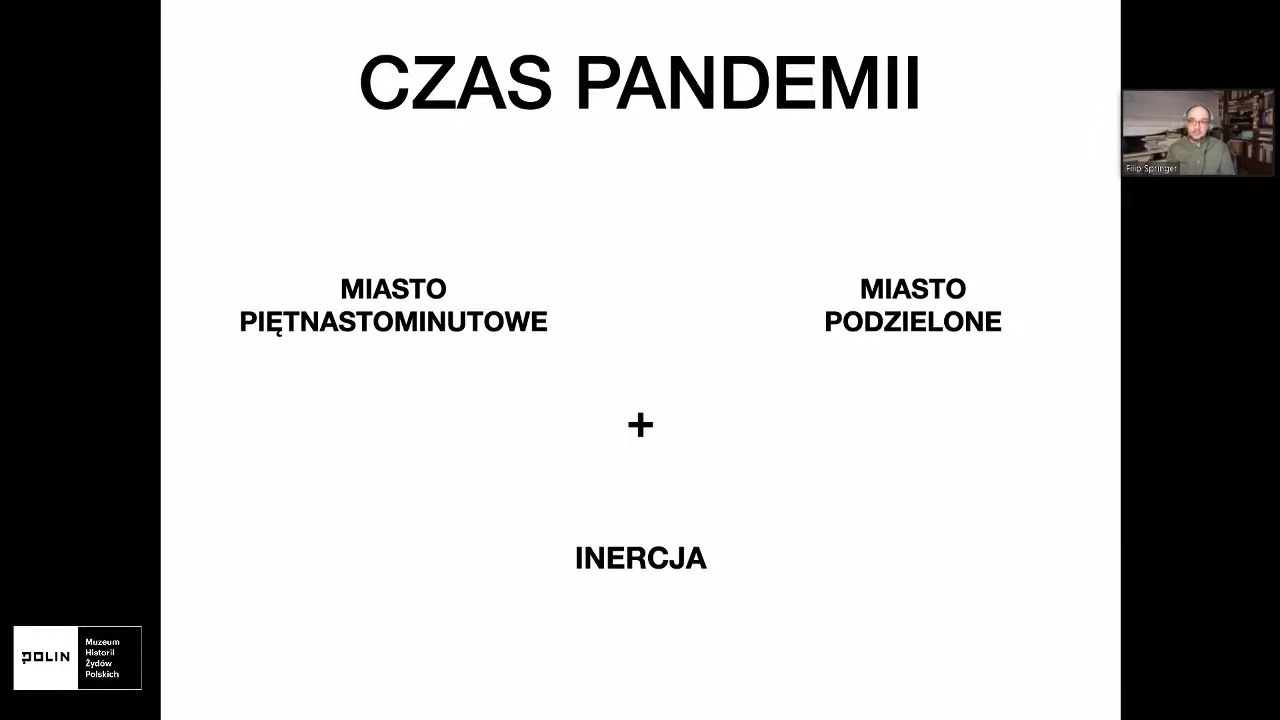 CZAS PANDEMII
Filip Springer
MIASTO
PIĘTNASTOMINUTOWE
MIASTO
PODZIELONE
+
INERCJA
POLIN
Muzeum
Historii
Żydów
Polskich